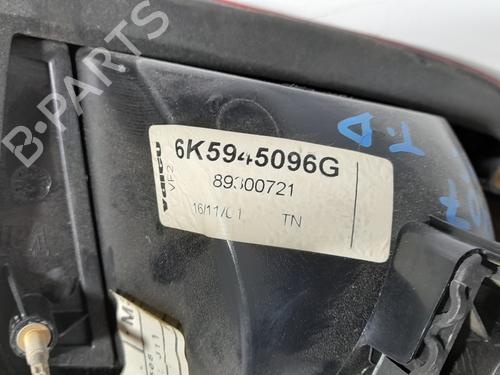 6K5945096G
valeo
VF2
89300721
16/11/01 TN
B-PARTS